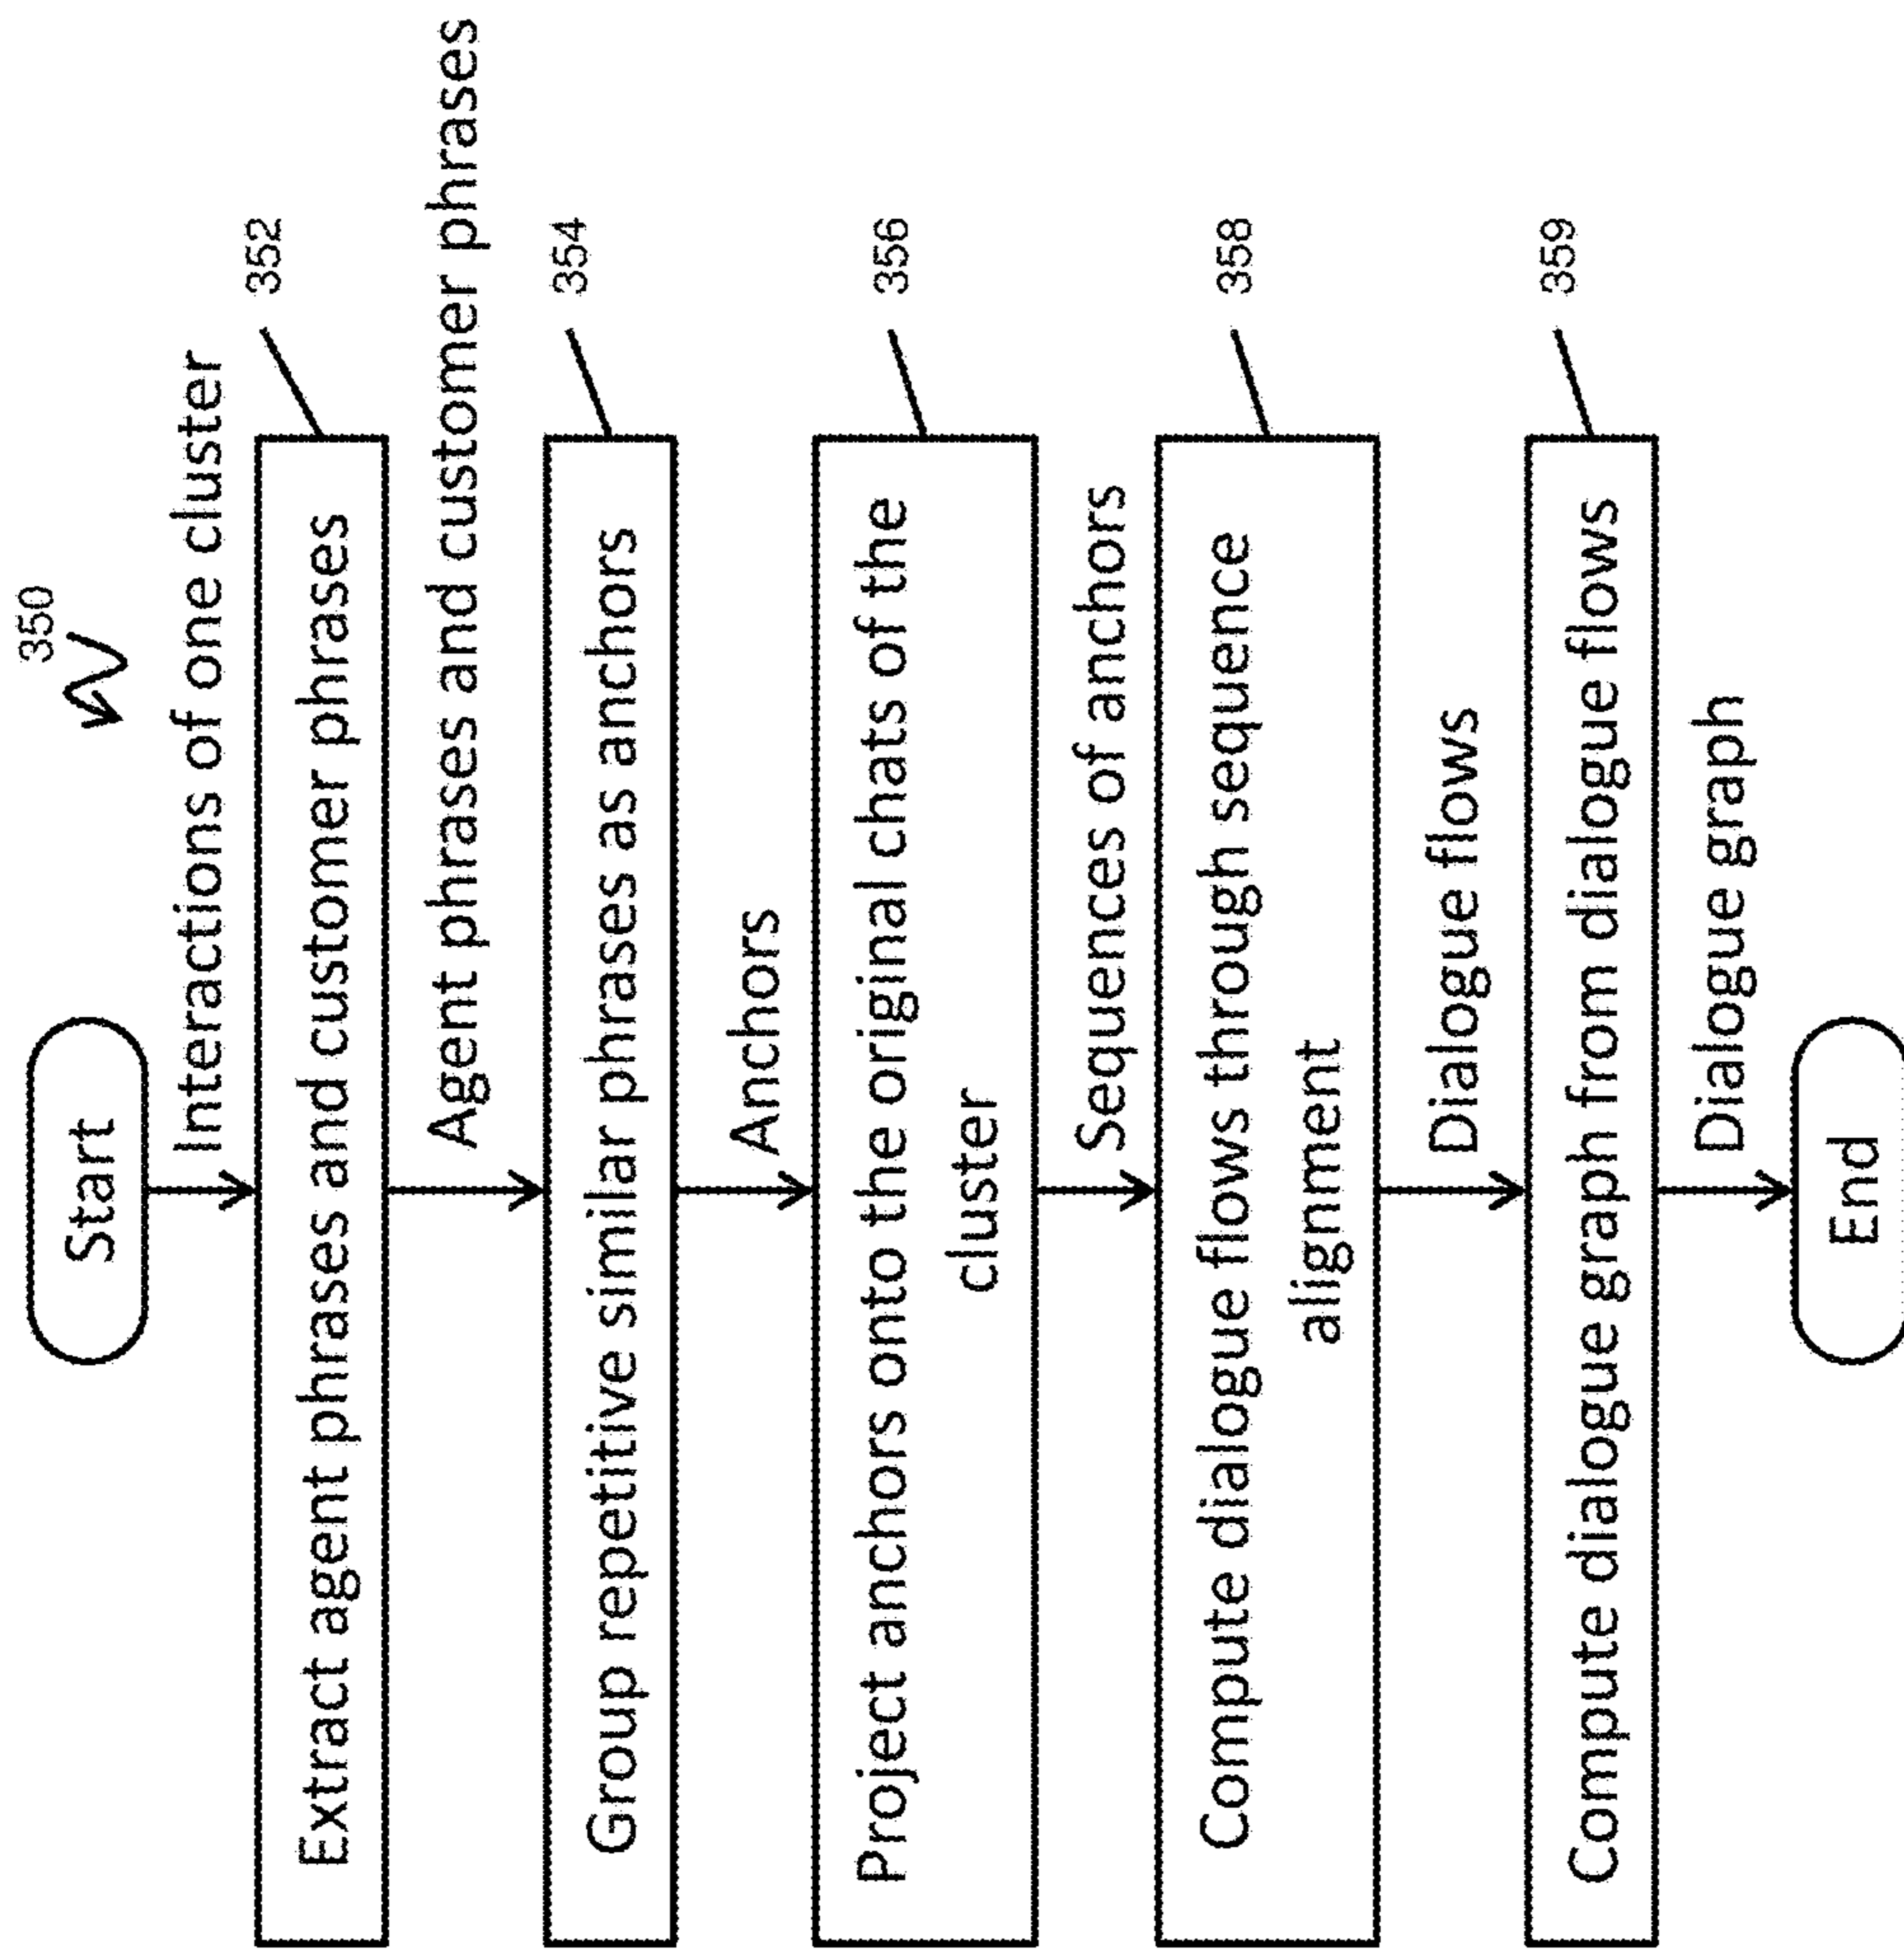 350
Start
Interactions of one cluster
Extract agent phrases and customer phrases
352
Agent phrases and customer phrases
Group repetitive similar phrases as anchors
354
Anchors
Project anchors onto the original chats of the
cluster
356
Sequences of anchors
Compute dialogue flows through sequence
alignment
358
Dialogue flows
Compute dialogue graph from dialogue flows
359
Dialogue graph
End